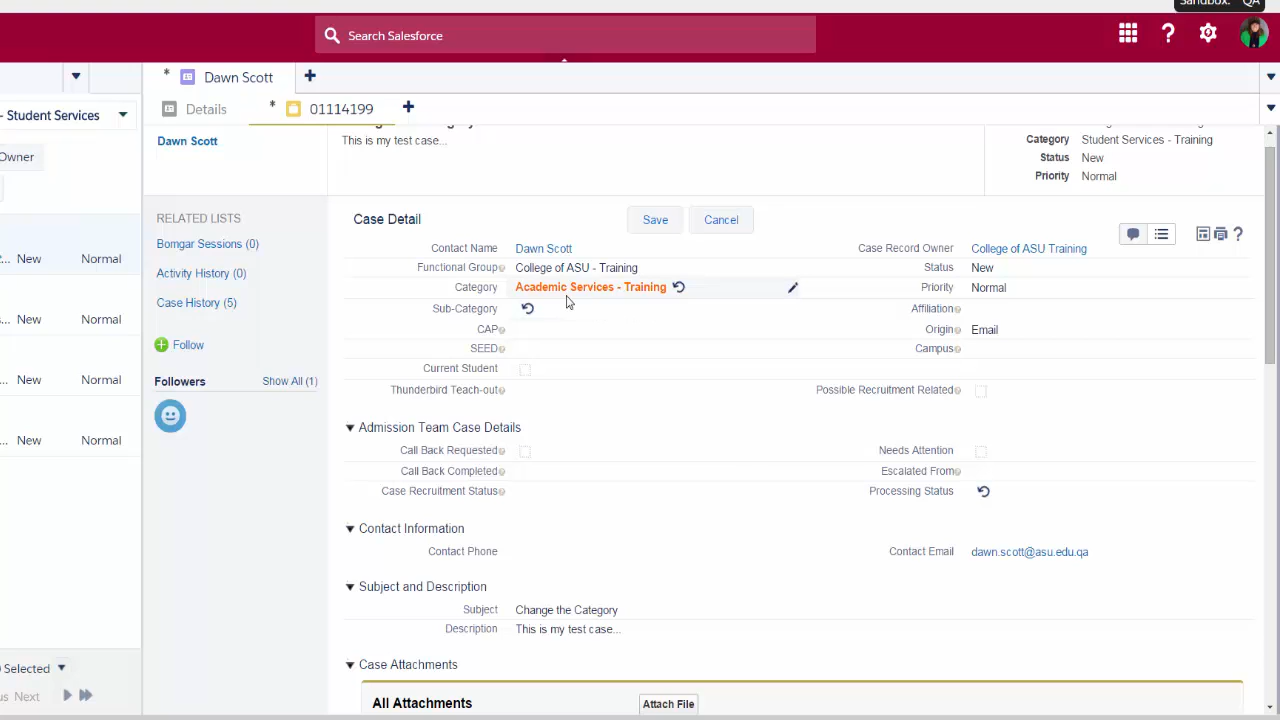 Sandbox: QA
Search Salesforce
* Dawn Scott
Details
* 01114199
- Student Services
Owner
Dawn Scott
This is my test case...
Category Student Services - Training
Status New
Priority Normal
RELATED LISTS
Bomgar Sessions (0)
Activity History (0)
Case History (5)
Follow
Followers Show All (1)
... New Normal
s... New Normal
New Normal
... New Normal
Selected
Next
Case Detail Save Cancel
Contact Name Dawn Scott Case Record Owner College of ASU Training
Functional Group College of ASU - Training Status New
Category Academic Services - Training Priority Normal
Sub-Category Affiliation
CAP Origin Email
SEED Campus
Current Student
Thunderbird Teach-out Possible Recruitment Related
Admission Team Case Details
Call Back Requested Needs Attention
Call Back Completed Escalated From
Case Recruitment Status Processing Status
Contact Information
Contact Phone Contact Email dawn.scott@asu.edu.qa
Subject and Description
Subject Change the Category
Description This is my test case...
Case Attachments
All Attachments Attach File